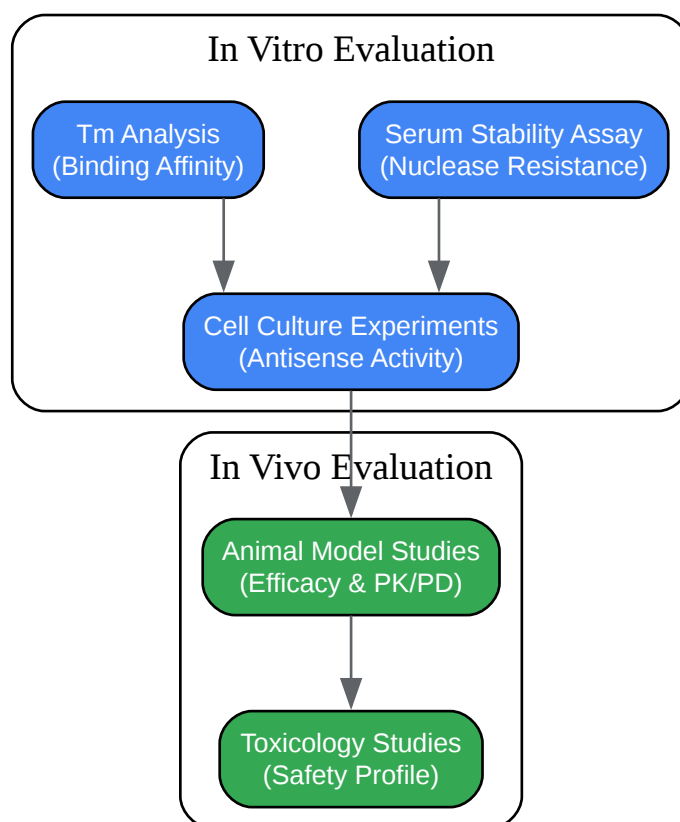 In Vitro Evaluation
Tm Analysis
(Binding Affinity)
Serum Stability Assay
(Nuclease Resistance)
Cell Culture Experiments
(Antisense Activity)
In Vivo Evaluation
Animal Model Studies
(Efficacy & PK/PD)
Toxicology Studies
(Safety Profile)